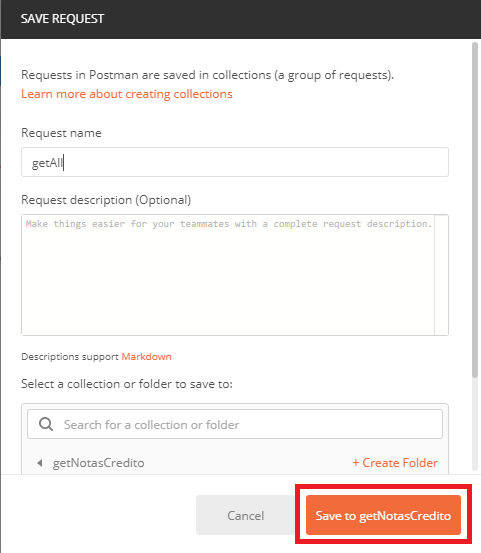 SAVE REQUEST
Requests in Postman are saved in collections (a group of requests).
Learn more about creating collections
Request name
getAll
Request description (Optional)
Make things easier for your teammates with a complete request description.
Descriptions support Markdown
Select a collection or folder to save to:
Search for a collection or folder
getNotasCredito + Create Folder
Cancel Save to getNotasCredito